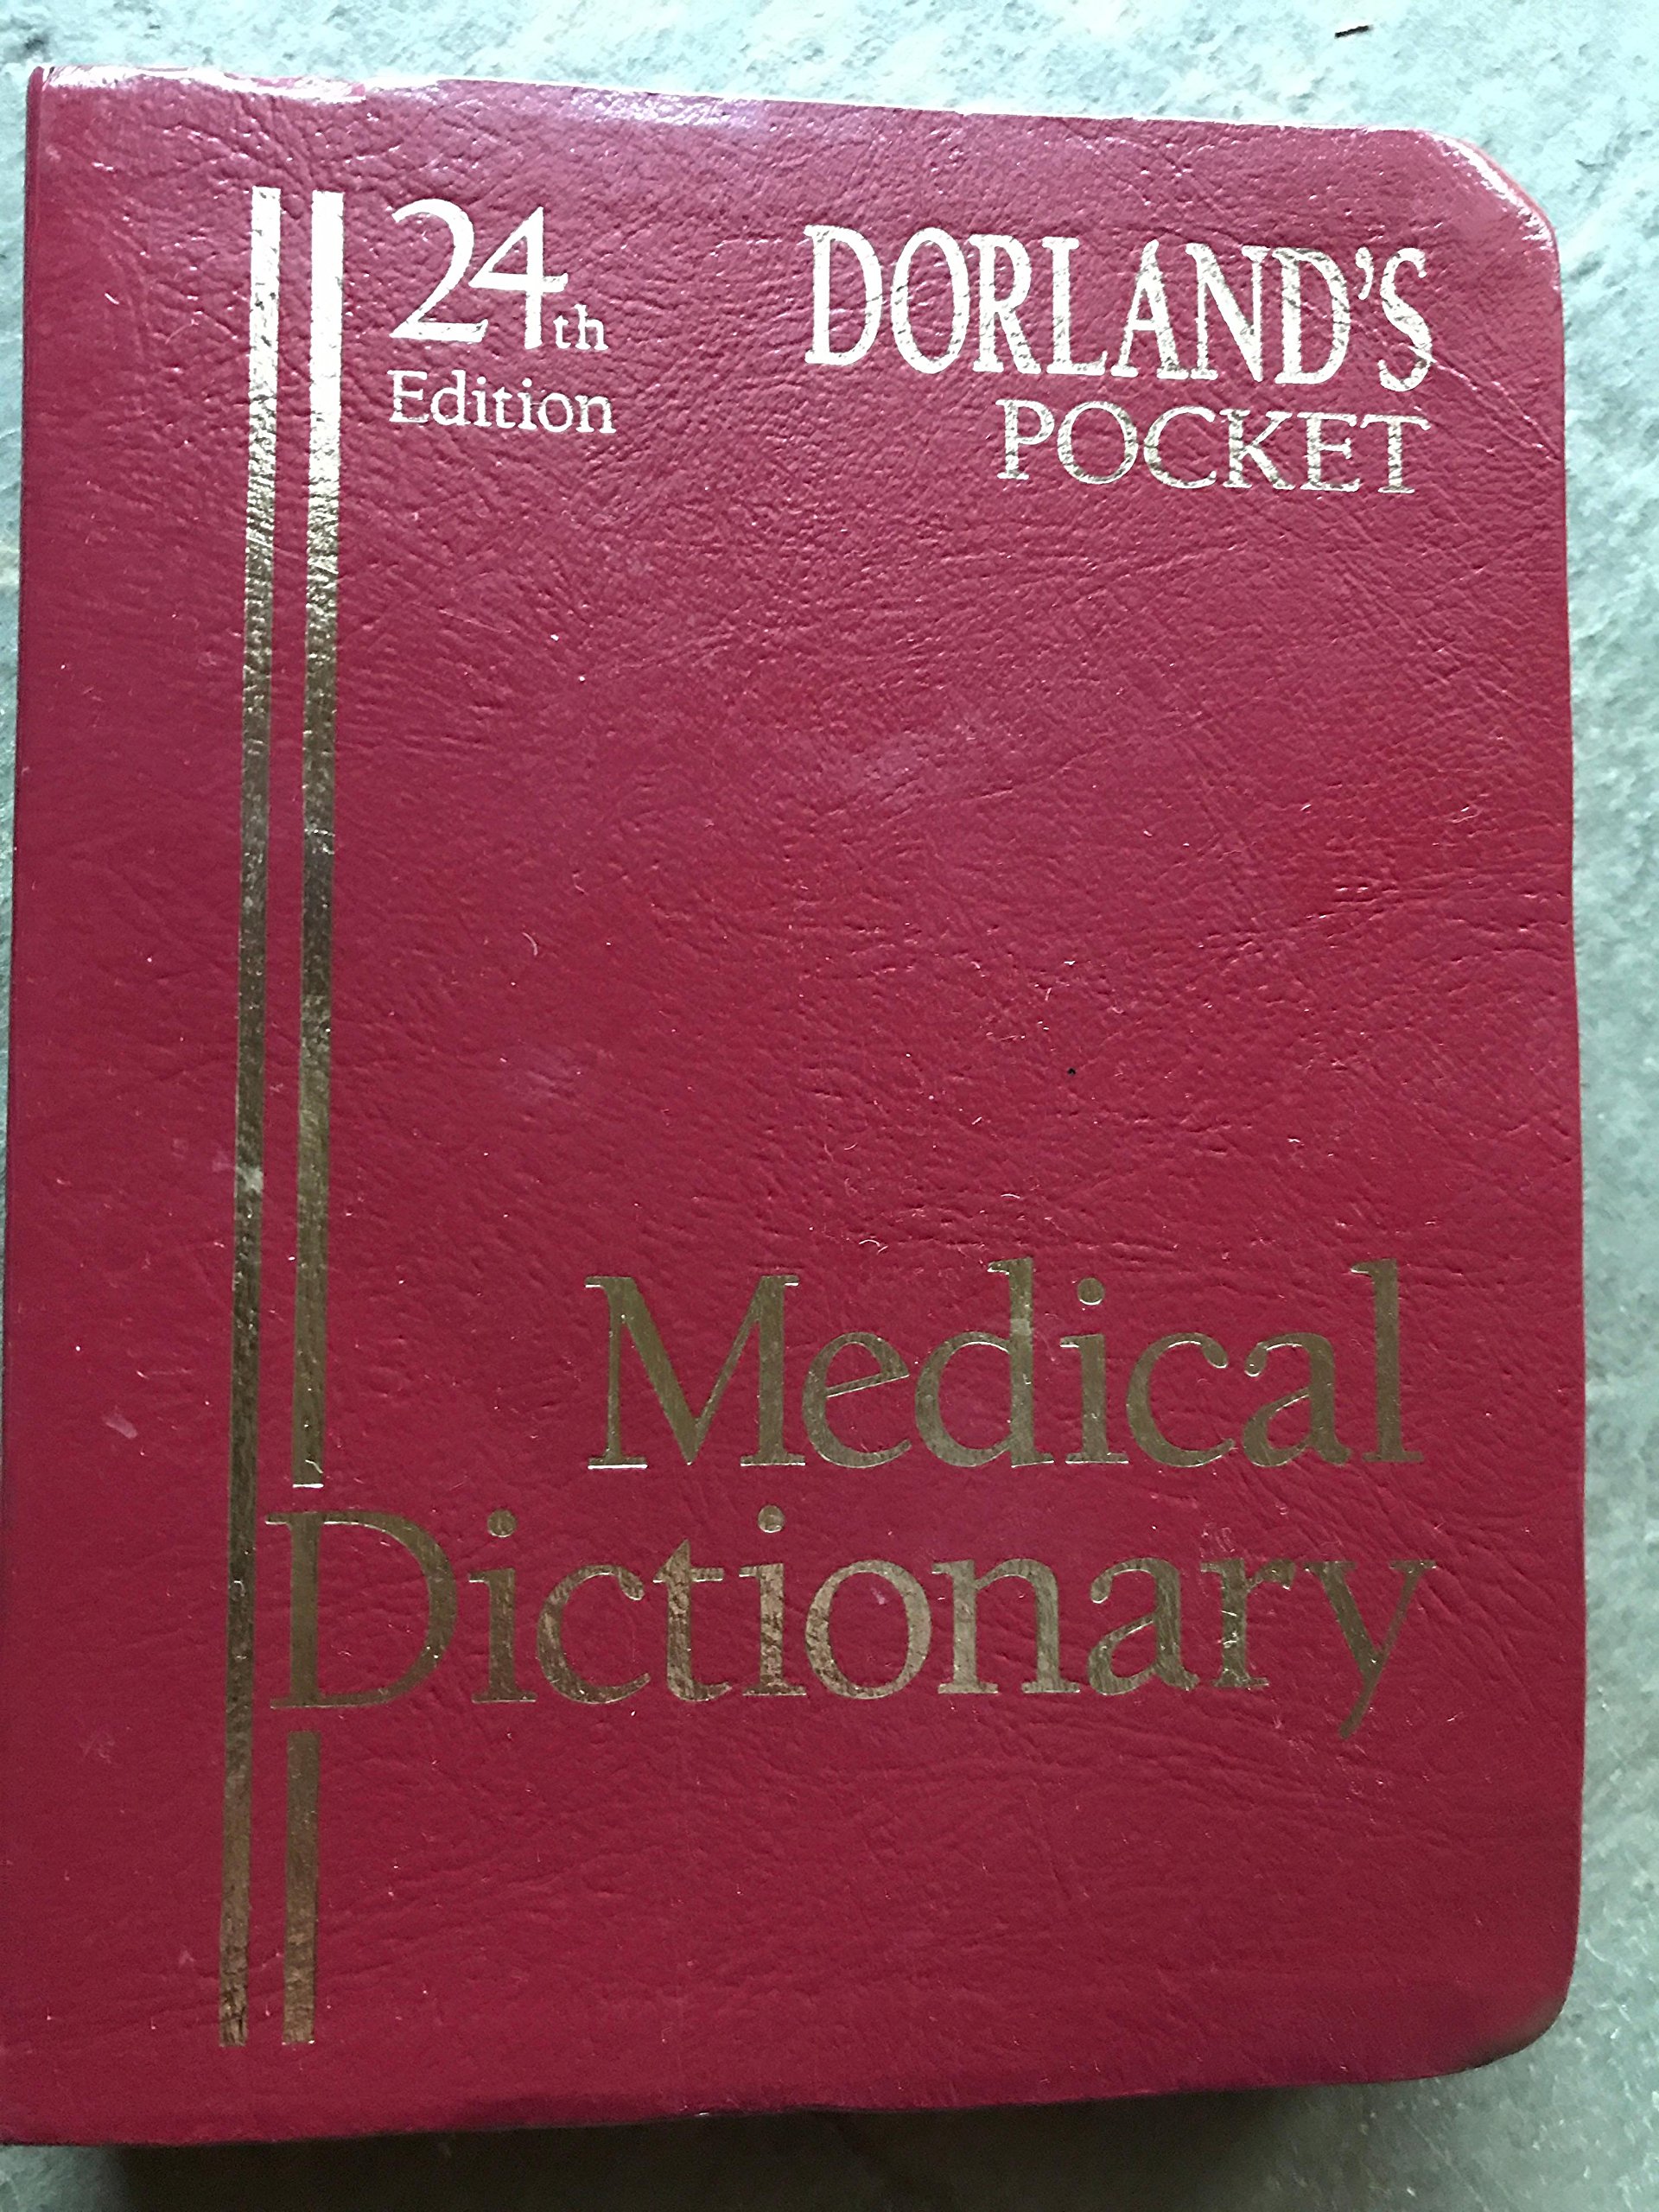 24th
Edition
DORLAND'S
POCKET
Medical
Dictionary